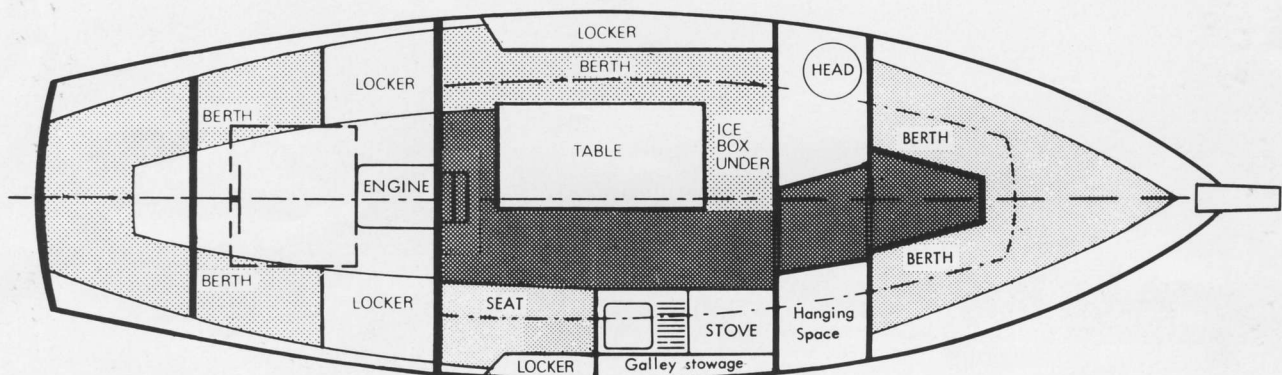 LOCKER
BERTH
HEAD
LOCKER
BERTH
BERTH
ICE
BOX
UNDER
TABLE
ENGINE
BERTH
BERTH
LOCKER
SEAT
STOVE
Hanging
Space
LOCKER
Galley stowage